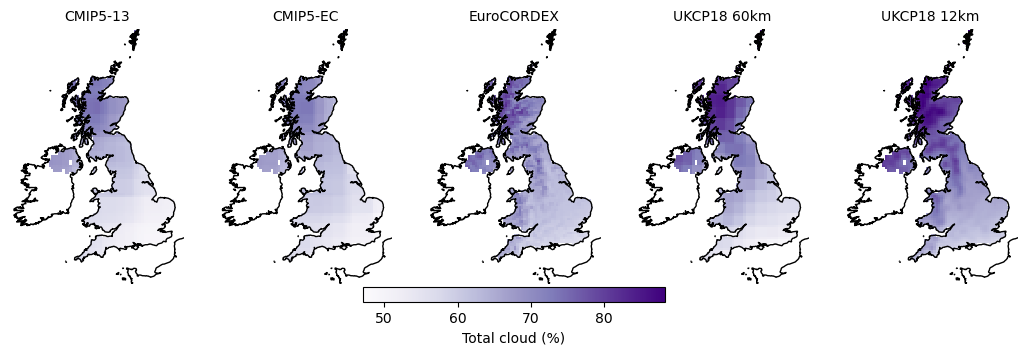 CMIP5-13 CMIP5-EC EuroCORDEX UKCP18 60km UKCP18 12km
50 60 70 80
Total cloud (%)